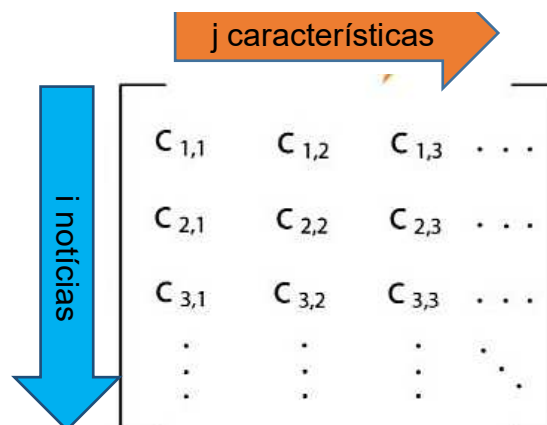 j características
i notícias
C 1,1 C 1,2 C 1,3 . . .
C 2,1 C 2,2 C 2,3 . . .
C 3,1 C 3,2 C 3,3 . . .